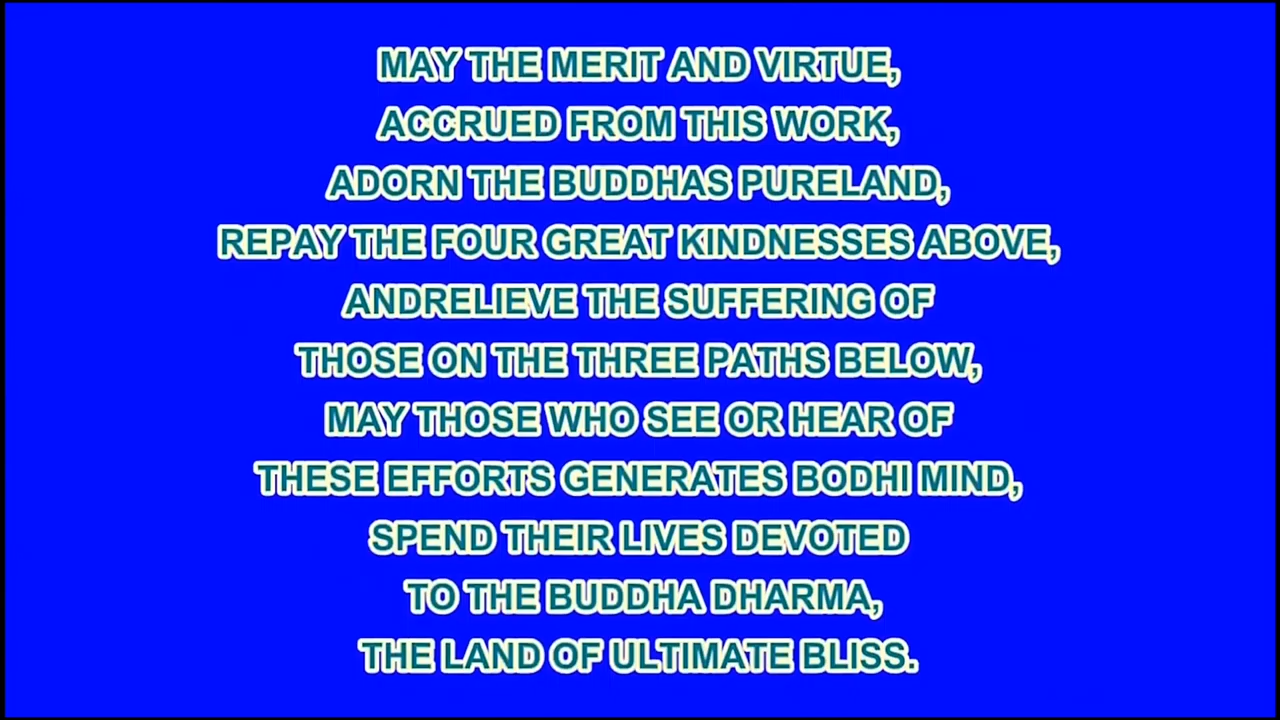 MAY THE MERIT AND VIRTUE,
ACCRUED FROM THIS WORK,
ADORN THE BUDDHAS PURELAND,
REPAY THE FOUR GREAT KINDNESSES ABOVE,
ANDRELIEVE THE SUFFERING OF
THOSE ON THE THREE PATHS BELOW,
MAY THOSE WHO SEE OR HEAR OF
THESE EFFORTS GENERATES BODHI MIND,
SPEND THEIR LIVES DEVOTED
TO THE BUDDHA DHARMA,
THE LAND OF ULTIMATE BLISS.